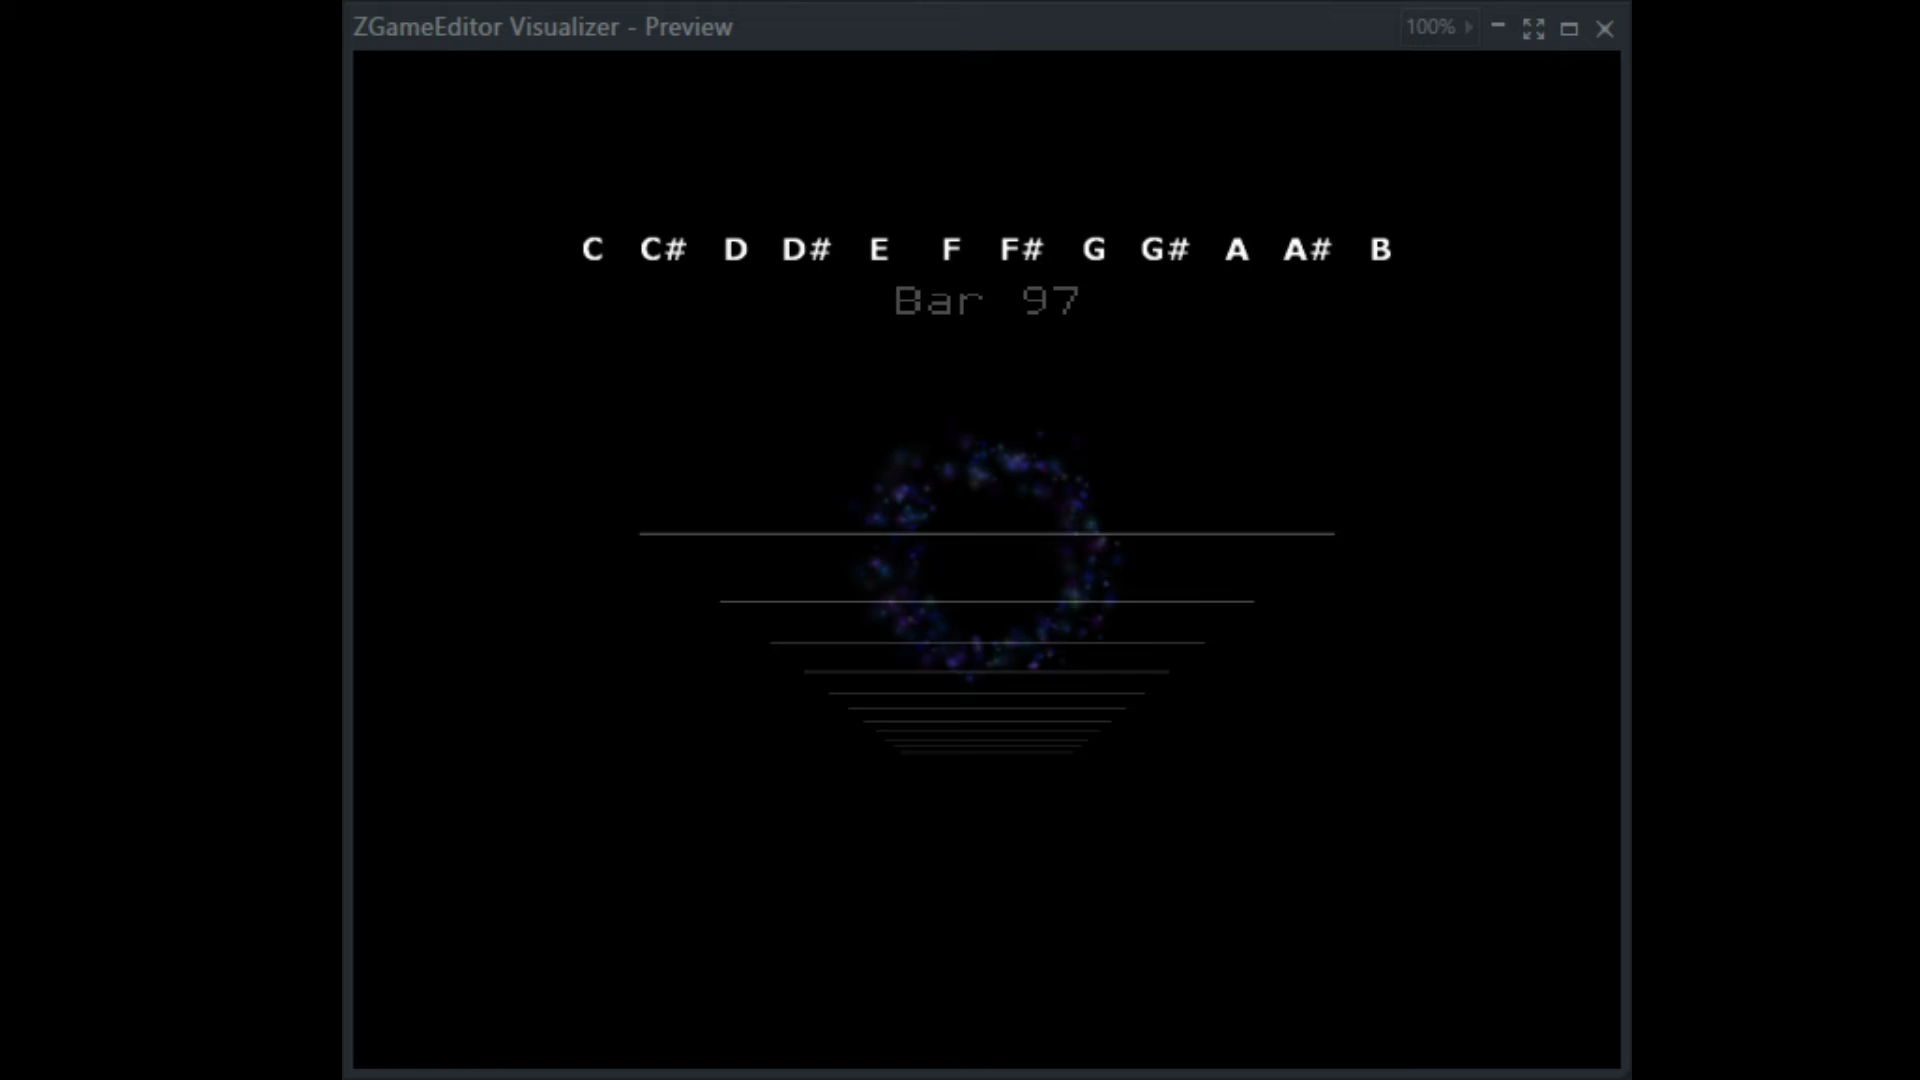 ZGameEditor Visualizer - Preview
100%
C C# D D# E F F# G G# A A# B
Bar 97